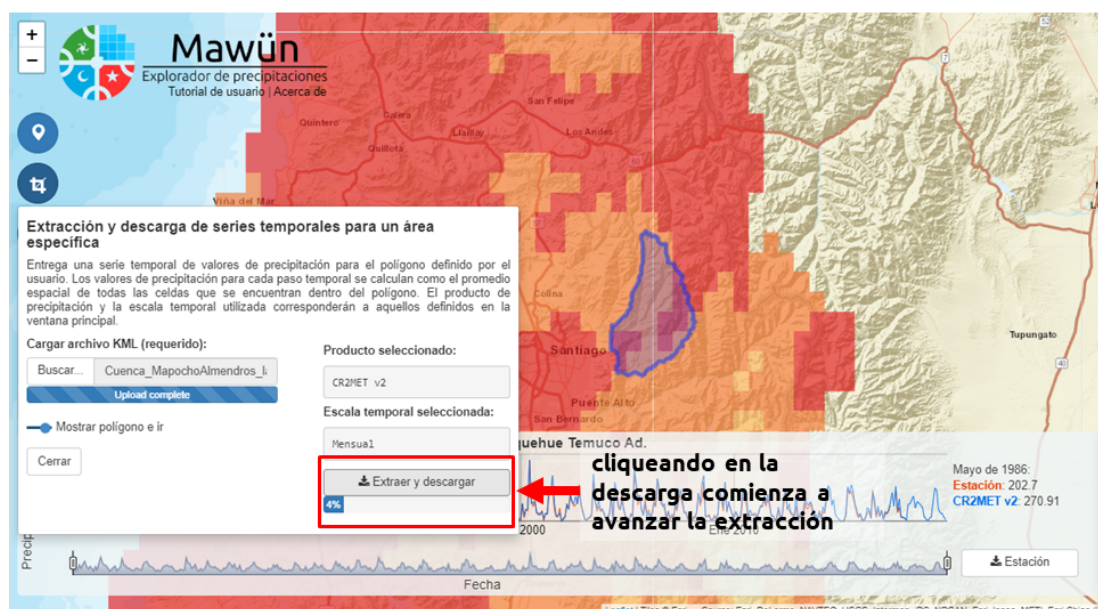 +
−
Mawün
Explorador de precipitaciones
Tutorial de usuario | Acerca de
San Felipe
Quintero
Calera
Llaillay
Los Andes
Quillota
Viña del Mar
7
60
Extracción y descarga de series temporales para un área
específica
Entrega una serie temporal de valores de precipitación para el polígono definido por el
usuario. Los valores de precipitación para cada paso temporal se calculan como el promedio
espacial de todas las celdas que se encuentran dentro del polígono. El producto de
precipitación y la escala temporal utilizada corresponderán a aquellos definidos en la
ventana principal.
Cargar archivo KML (requerido):
Buscar...
Cuenca_MapochoAlmendros_l
Upload complete
Mostrar polígono e ir
Cerrar
Producto seleccionado:
CR2MET v2
Escala temporal seleccionada:
Mensual
Extraer y descargar
4%
Colina
Santiago
Puente Alto
San Bernardo
Tupungato
40
quehue Temuco Ad.
cliqueando en la
descarga comienza a
avanzar la extracción
Mayo de 1986:
Estación: 202.7
CR2MET v2: 270.91
2000
Ene 2010
Precip
Fecha
Estación